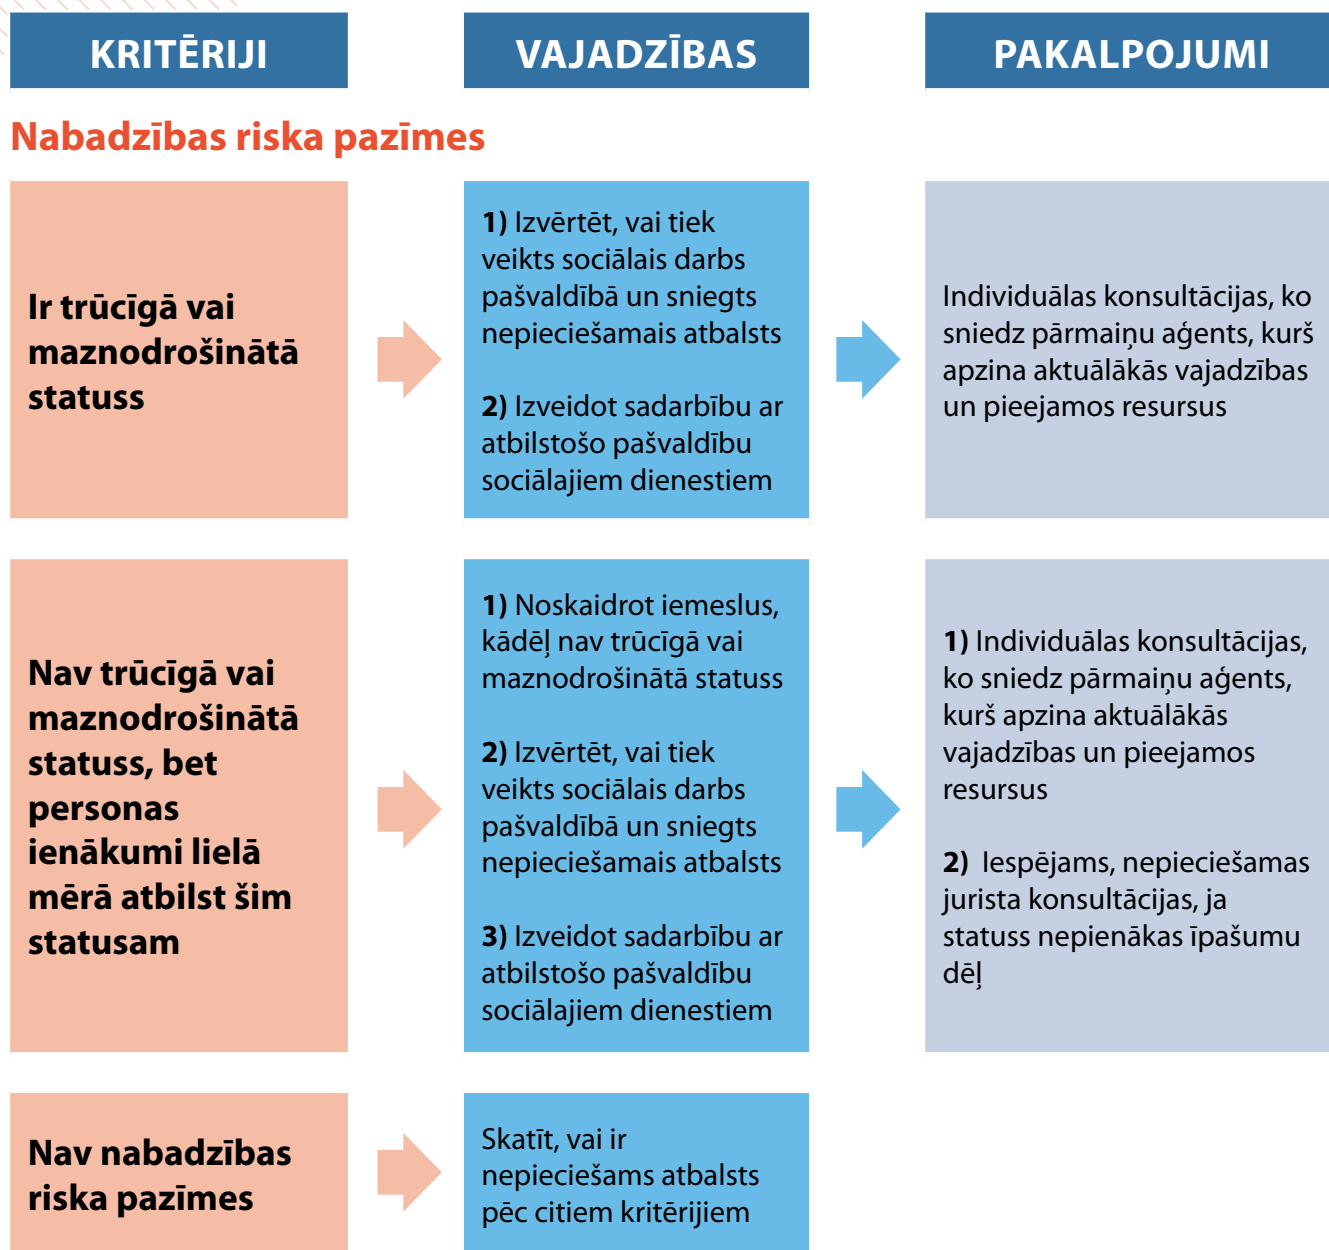 KRITĒRIJI
VAJADZĪBAS
PAKALPOJUMI
Nabadzības riska pazīmes
Ir trūcīgā vai
maznodrošinātā
statuss
1) Izvērtēt, vai tiek
veikts sociālais darbs
pašvaldībā un sniegts
nepieciešamais atbalsts
2) Izveidot sadarbību ar
atbilstošo pašvaldību
sociālajiem dienestiem
Individuālas konsultācijas, ko
sniedz pārmaiņu aģents, kurš
apzina aktuālākās vajadzības
un pieejamos resursus
Nav trūcīgā vai
maznodrošinātā
statuss, bet
personas
ienākumi lielā
mērā atbilst šim
statusam
1) Noskaidrot iemeslus,
kādēļ nav trūcīgā vai
maznodrošinātā statuss
2) Izvērtēt, vai tiek
veikts sociālais darbs
pašvaldībā un sniegts
nepieciešamais atbalsts
3) Izveidot sadarbību ar
atbilstošo pašvaldību
sociālajiem dienestiem
1) Individuālas konsultācijas,
ko sniedz pārmaiņu aģents,
kurš apzina aktuālākās
vajadzības un pieejamos
resursus
2) Iespējams, nepieciešamas
jurista konsultācijas, ja
statuss nepienākas īpašumu
dēļ
Nav nabadzības
riska pazīmes
Skatīt, vai ir
nepieciešams atbalsts
pēc citiem kritērijiem